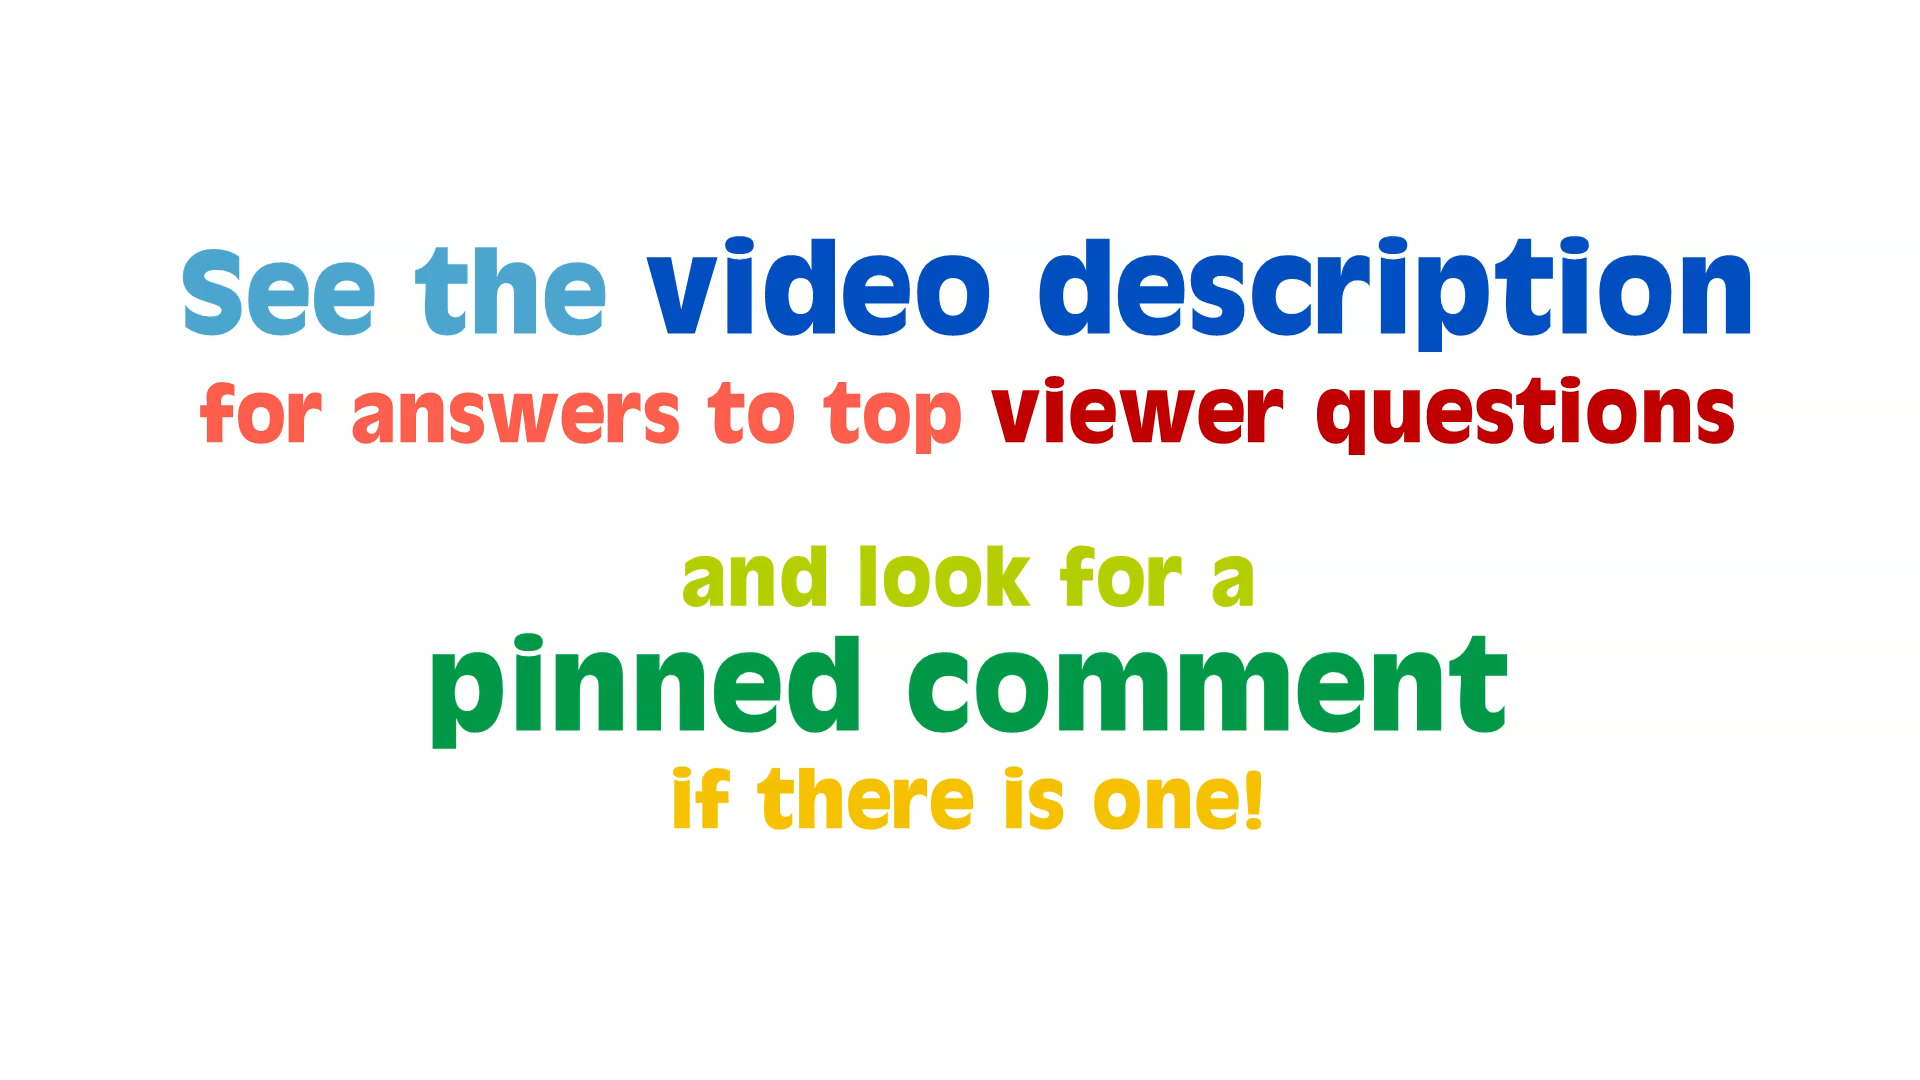 See the video description
for answers to top viewer questions
and look for a
pinned comment
if there is one!